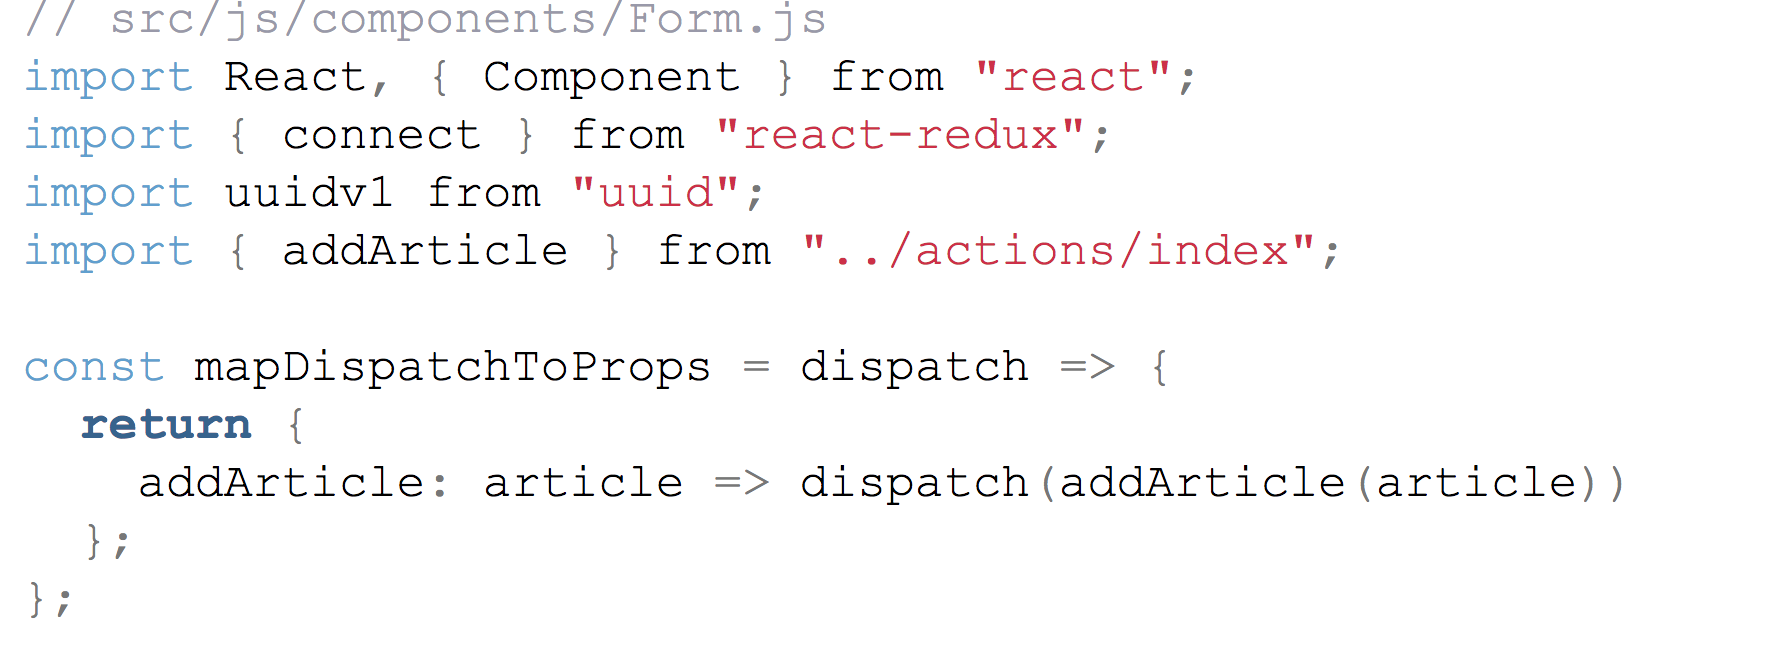 // src/js/components/Form.js
import React, { Component } from "react";
import { connect } from "react-redux";
import uuidv1 from "uuid";
import { addArticle } from "../actions/index";

const mapDispatchToProps = dispatch => {
  return {
    addArticle: article => dispatch(addArticle(article))
  };
};